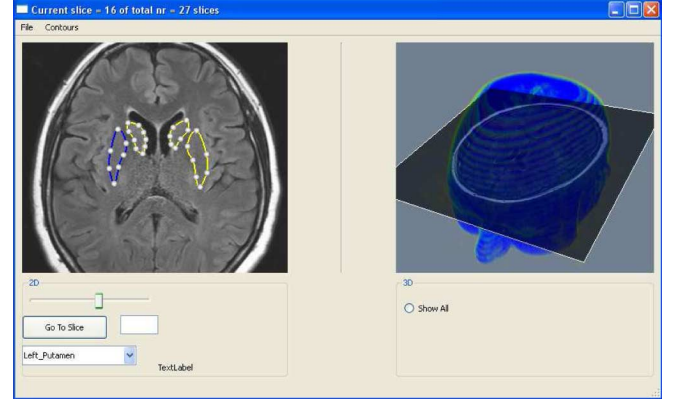 Current slice = 16 of total nr = 27 slices
File Contours
2D
Go To Slice
Left_Putamen
TextLabel
3D
Show All